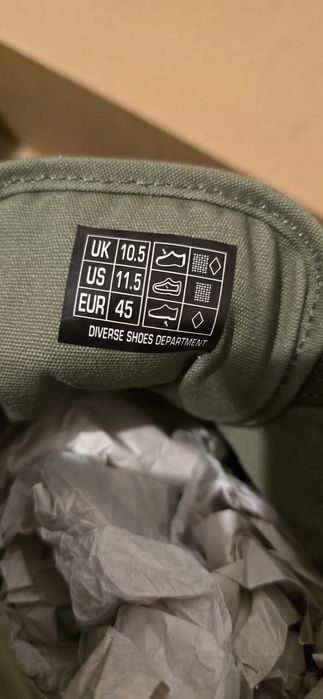 UK 10.5
US 11.5
EUR 45
DIVERSE SHOES DEPARTMENT